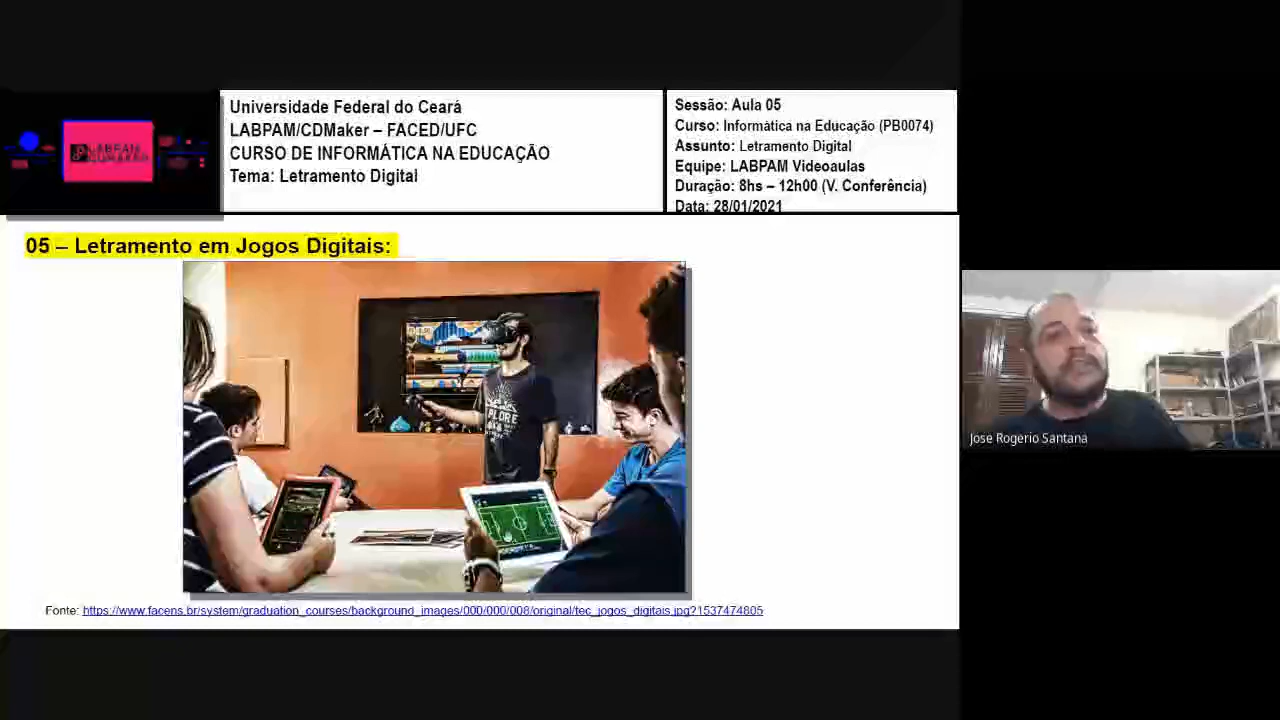 LABPAM
CDMAKER
Universidade Federal do Ceará
LABPAM/CDMaker – FACED/UFC
CURSO DE INFORMÁTICA NA EDUCAÇÃO
Tema: Letramento Digital
Sessão: Aula 05
Curso: Informática na Educação (PB0074)
Assunto: Letramento Digital
Equipe: LABPAM Videoaulas
Duração: 8hs – 12h00 (V. Conferência)
Data: 28/01/2021
05 – Letramento em Jogos Digitais:
PLORE
Fonte: https://www.facens.br/system/graduation_courses/background_images/000/000/008/original/tec_jogos_digitais.jpg?1537474805
Jose Rogerio Santana